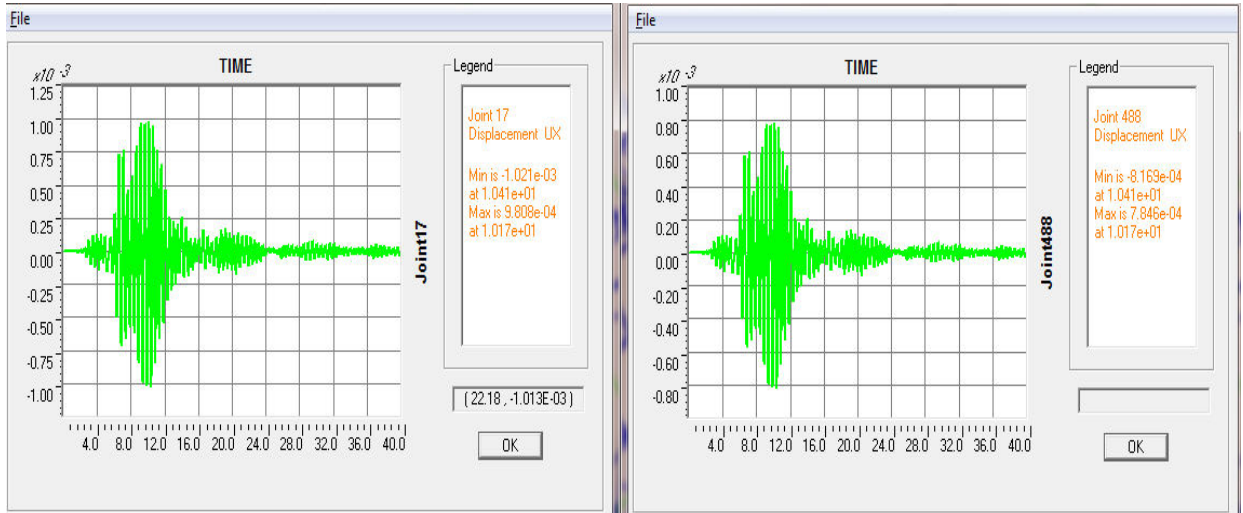 File
TIME
x10 -3
1.25
1.00
0.75
0.50
0.25
0.00
-0.25
-0.50
-0.75
-1.00
4.0 8.0 12.0 16.0 20.0 24.0 28.0 32.0 36.0 40.0
Joint17
Legend
Joint 17
Displacement UX
Min is -1.021e-03
at 1.041e+01
Max is 9.808e-04
at 1.017e+01
( 22.18 , -1.013E-03 )
OK
File
TIME
x10 -3
1.00
0.80
0.60
0.40
0.20
0.00
-0.20
-0.40
-0.60
-0.80
4.0 8.0 12.0 16.0 20.0 24.0 28.0 32.0 36.0 40.0
Joint488
Legend
Joint 488
Displacement UX
Min is -8.169e-04
at 1.041e+01
Max is 7.846e-04
at 1.017e+01
OK